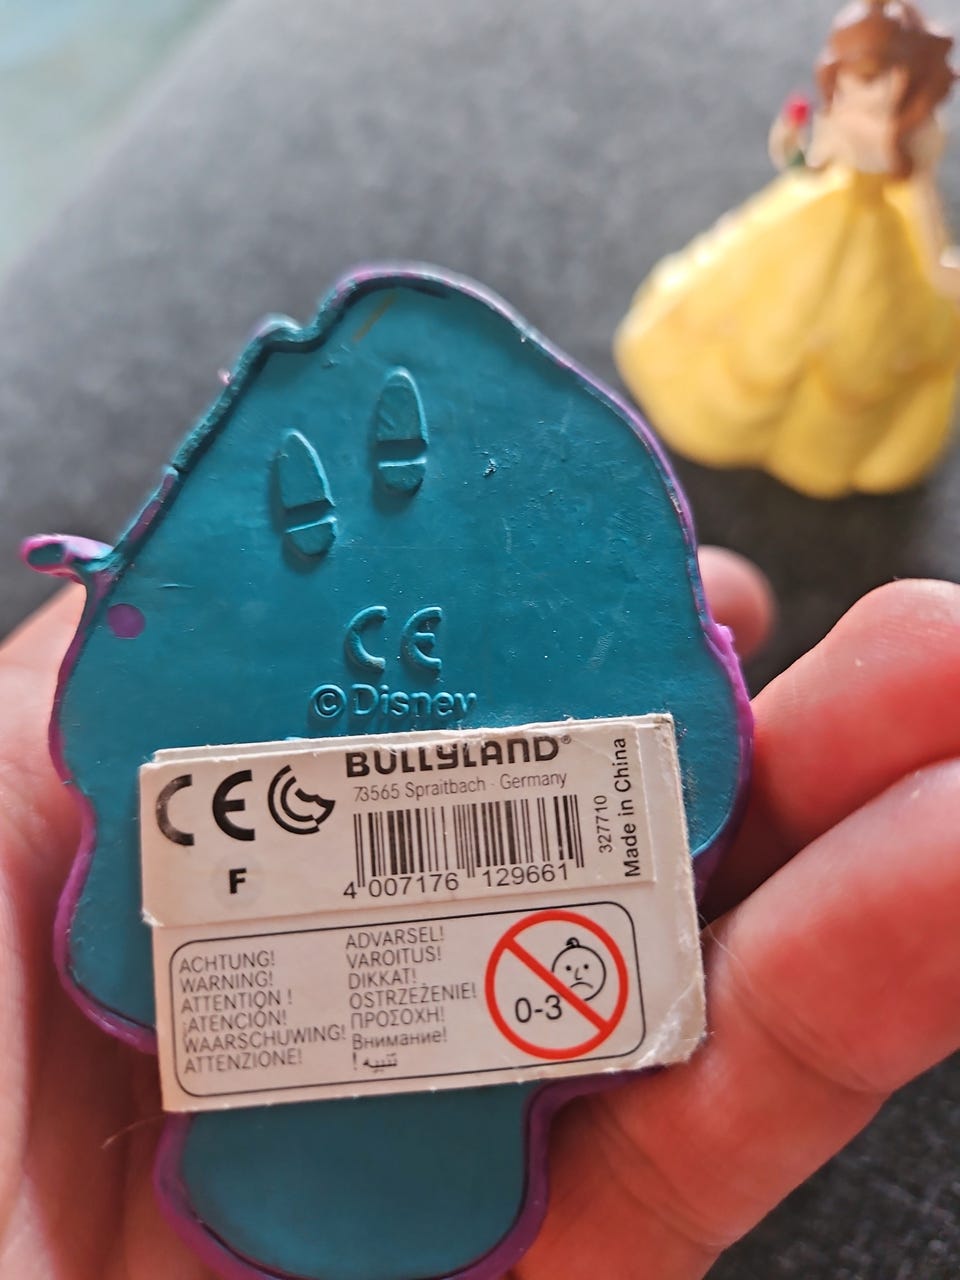 CE
©Disney
BULLYLAND®
73565 Spraitbach - Germany
CE
F
4 007176 129661
327710
Made in China
ACHTUNG!
WARNING!
ATTENTION !
¡ATENCIÓN!
WAARSCHUWING!
ATTENZIONE!
ADVARSEL!
VAROITUS!
DIKKAT!
OSTRZEŻENIE!
ΠΡΟΣΟΧΗ!
Внимание!
تنبيه !
0-3